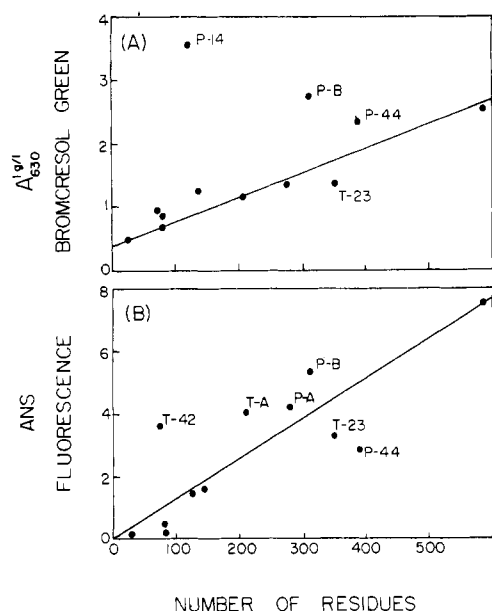 (A)
P-14
P-B
P-44
T-23
4
3
2
1
0
A 1g/l 630
BROMCRESOL GREEN
(B)
P-B
T-A
P-A
T-42
T-23
P-44
8
6
4
2
0
ANS
FLUORESCENCE
0 100 200 300 400 500
NUMBER OF RESIDUES